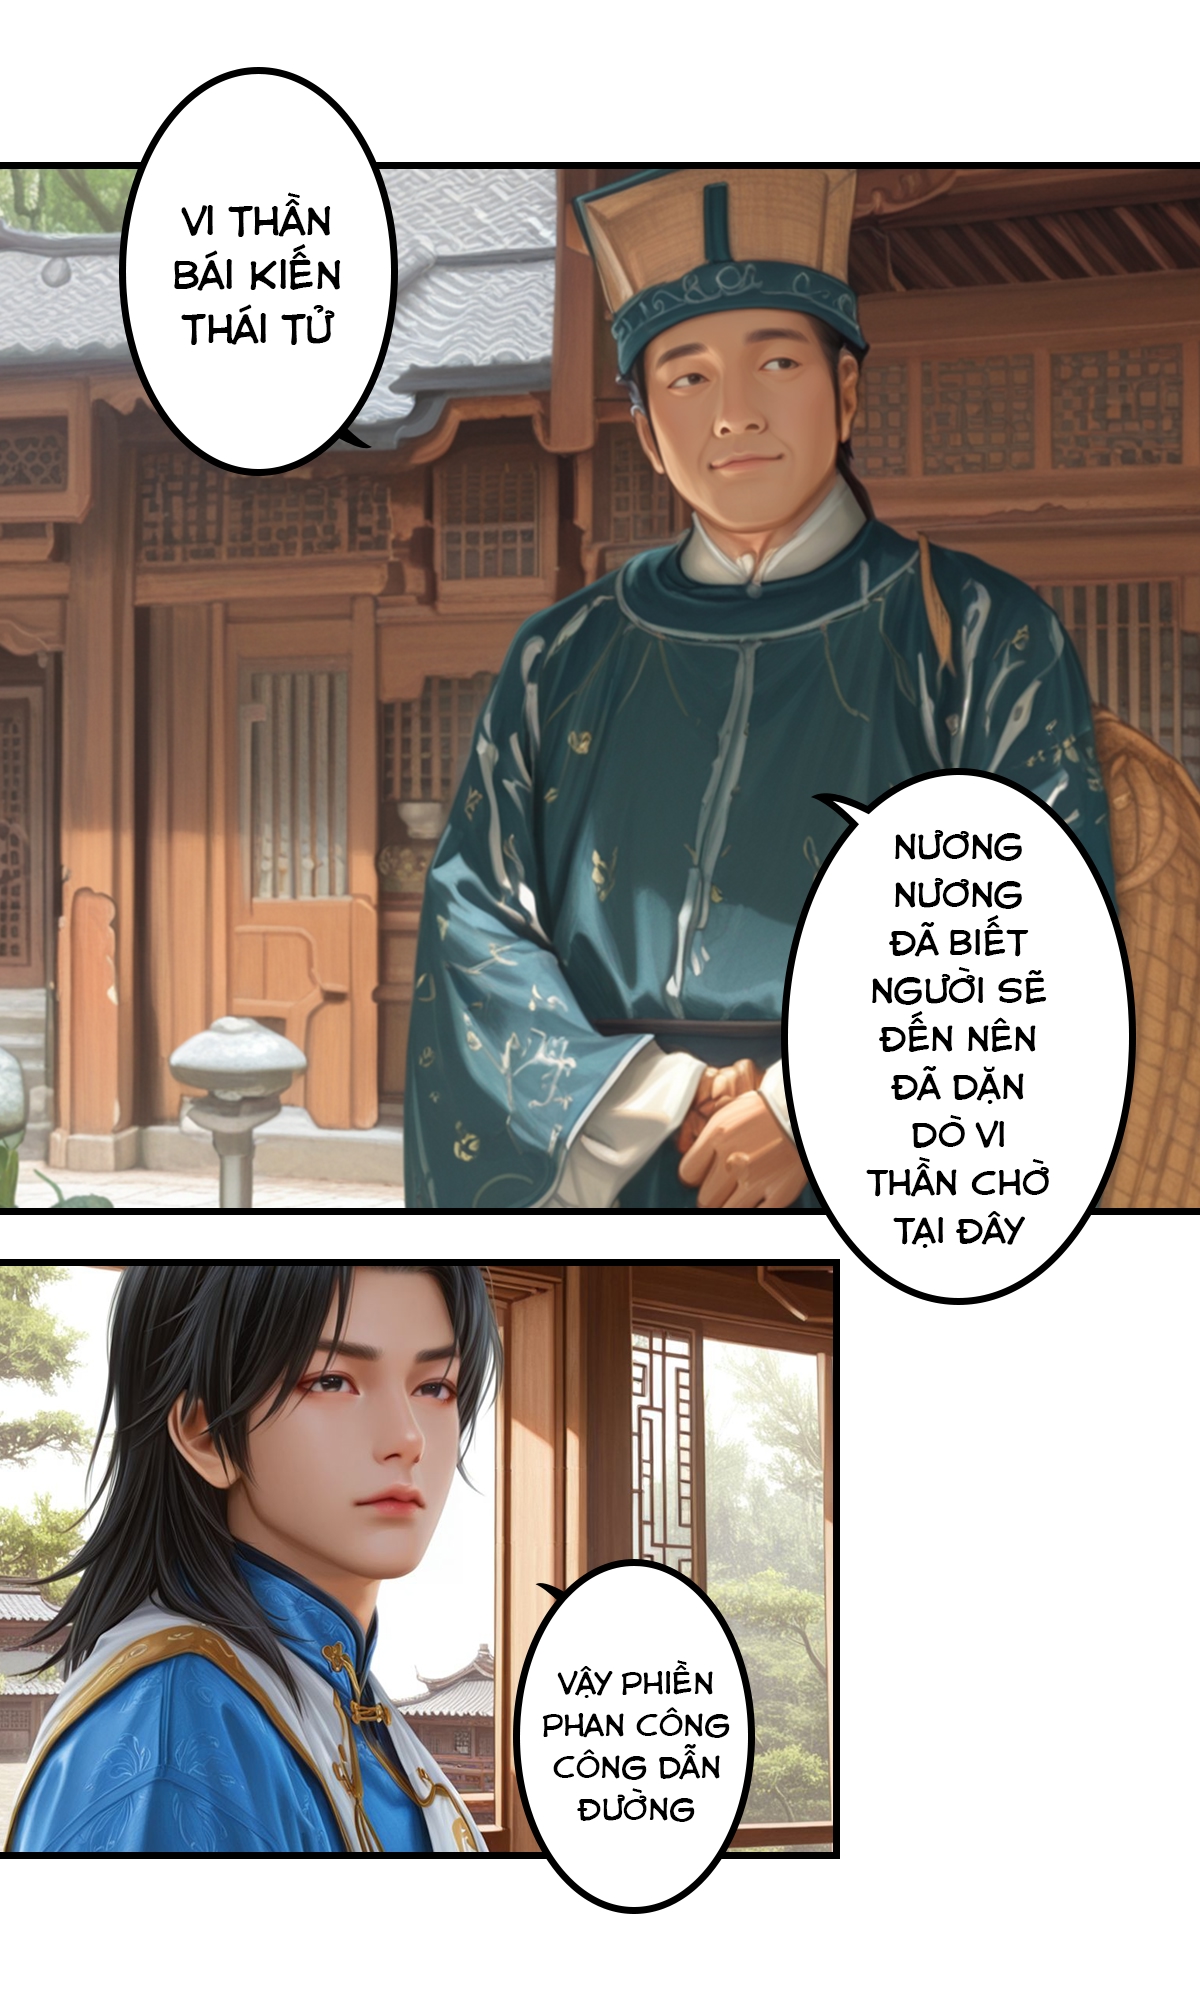 VI THẦN
BÁI KIẾN
THÁI TỬ
NƯƠNG
NƯƠNG
ĐÃ BIẾT
NGƯỜI SẼ
ĐẾN NÊN
ĐÃ DẶN
DÒ VI
THẦN CHỜ
TẠI ĐÂY
VẬY PHIỀN
PHAN CÔNG
CÔNG DẪN
ĐƯỜNG